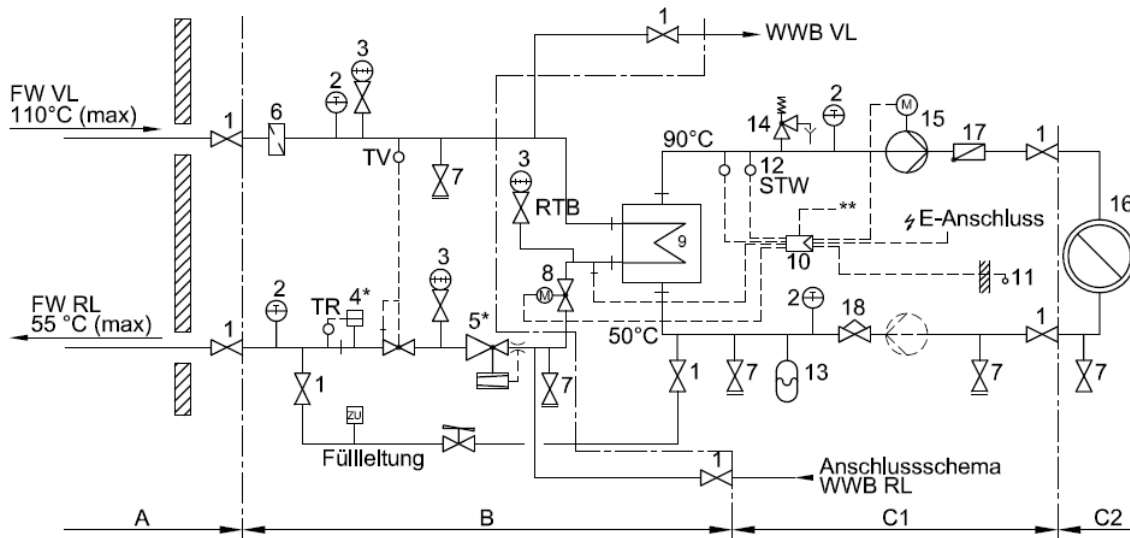 1
WWB VL
3
2
FW VL
110°C (max)
1
6
TV
7
3
RTB
90°C
14
2
M
15
17
1
12
STW
**
E-Anschluss
16
9
10
11
FW RL
55 °C (max)
1
2
TR
4*
3
5*
8
M
50°C
2
18
1
1
7
1
7
13
7
7
ZU
Füllleitung
1
Anschlussschema
WWB RL
A
B
C1
C2